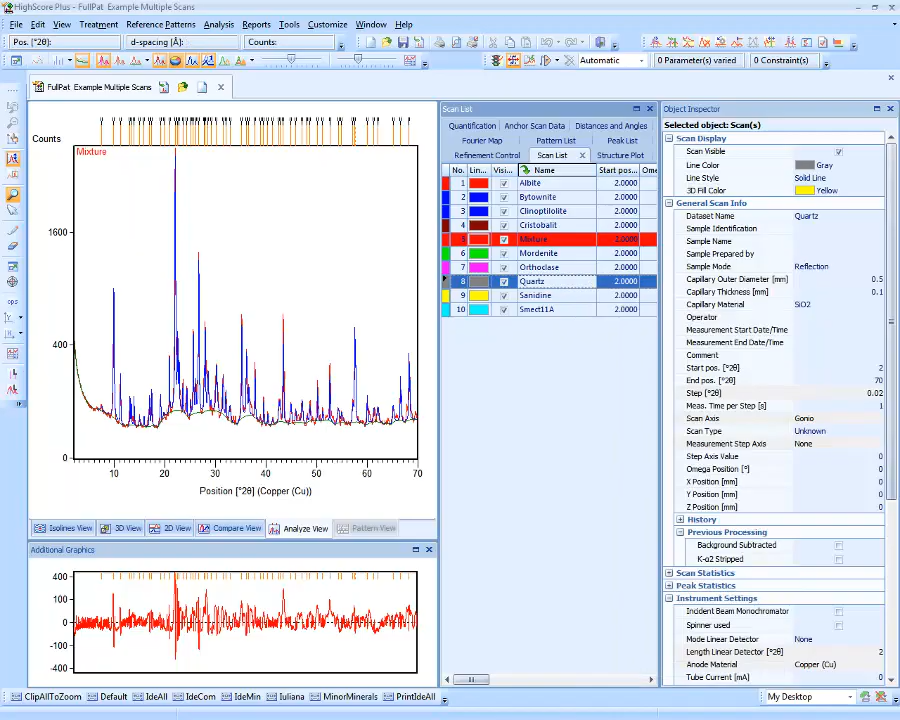 HighScore Plus - FullPat Example Multiple Scans
File Edit View Treatment Reference Patterns Analysis Reports Tools Customize Window Help
Pos. [°2θ]: d-spacing [Å]: Counts:
Automatic 0 Parameter(s) varied 0 Constraint(s)
FullPat Example Multiple Scans
Counts
Mixture
1600
400
0
10 20 30 40 50 60 70
Position [°2θ] (Copper (Cu))
Isolines View 3D View 2D View Compare View Analyze View Pattern View
Additional Graphics
400
200
0
-200
-400
Scan List
Quantification Anchor Scan Data Distances and Angles
Fourier Map Pattern List Peak List
Refinement Control Scan List Structure Plot
No. Lin... Visi... Name Start pos... Ome
1 Albite 2.0000
2 Bytownite 2.0000
3 Clinoptilolite 2.0000
4 Cristobalit 2.0000
5 Mixture 2.0000
6 Mordenite 2.0000
7 Orthoclase 2.0000
8 Quartz 2.0000
9 Sanidine 2.0000
10 Smect11A 2.0000
Object Inspector
Selected object: Scan(s)
Scan Display
Scan Visible
Line Color Gray
Line Style Solid Line
3D Fill Color Yellow
General Scan Info
Dataset Name Quartz
Sample Identification
Sample Name
Sample Prepared by
Sample Mode Reflection
Capillary Outer Diameter [mm] 0.5
Capillary Thickness [mm] 0.1
Capillary Material SiO2
Operator
Measurement Start Date/Time
Measurement End Date/Time
Comment
Start pos. [°2θ] 2
End pos. [°2θ] 70
Step [°2θ] 0.02
Meas. Time per Step [s] 1
Scan Axis Gonio
Scan Type Unknown
Measurement Step Axis None
Step Axis Value 0
Omega Position [°] 0
X Position [mm] 0
Y Position [mm] 0
Z Position [mm] 0
History
Previous Processing
Background Subtracted
K-α2 Stripped
Scan Statistics
Peak Statistics
Instrument Settings
Incident Beam Monochromator
Spinner used
Mode Linear Detector None
Length Linear Detector [°2θ] 2
Anode Material Copper (Cu)
Tube Current [mA] 0
ClipAllToZoom Default IdeAll IdeCom IdeMin Iuliana MinorMinerals PrintIdeAll My Desktop